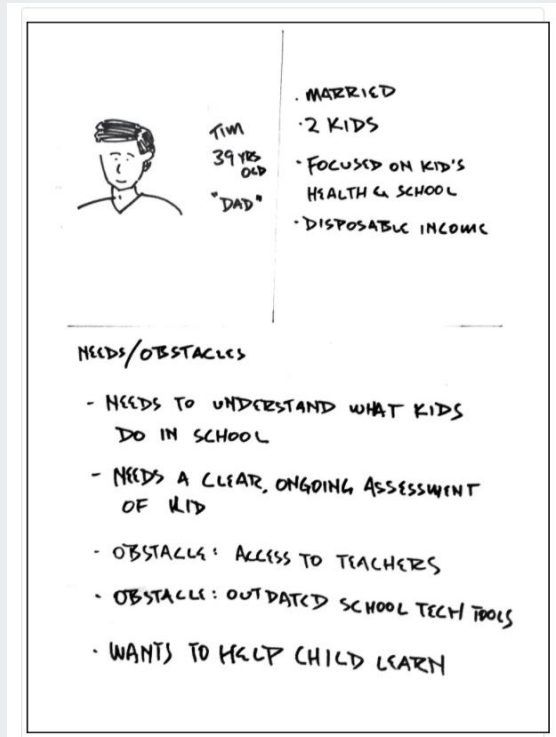 Tim
39 YRS
OLD
"DAD"
. MARRIED
· 2 KIDS
· FOCUSED ON KID'S
HEALTH & SCHOOL
· DISPOSABLE INCOME
NEEDS/OBSTACLES
- NEEDS TO UNDERSTAND WHAT KIDS
DO IN SCHOOL
- NEEDS A CLEAR, ONGOING ASSESSMENT
OF KID
- OBSTACLE: ACCESS TO TEACHERS
· OBSTACLE: OUTDATED SCHOOL TECH TOOLS
· WANTS TO HELP CHILD LEARN